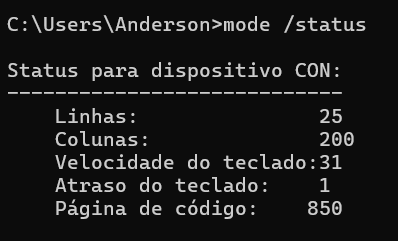 C:\Users\Anderson>mode /status
Status para dispositivo CON:
----------------------------
Linhas: 25
Colunas: 200
Velocidade do teclado:31
Atraso do teclado: 1
Página de código: 850